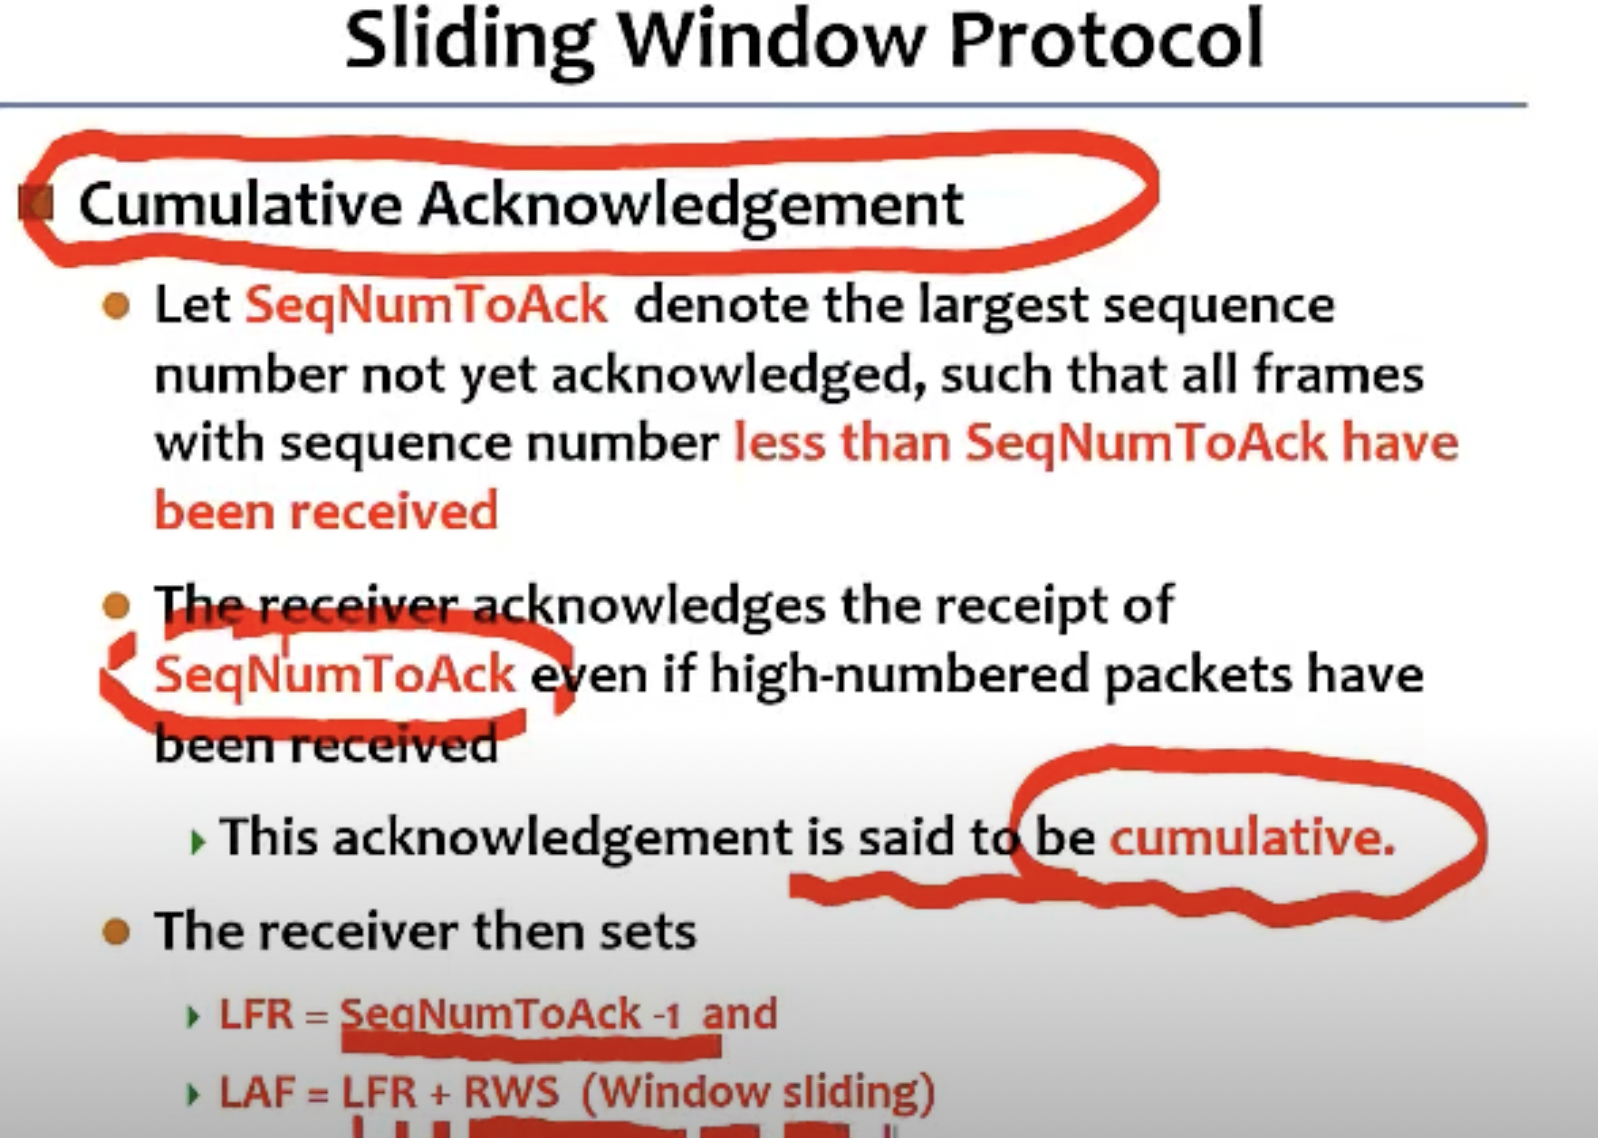 Sliding Window Protocol
Cumulative Acknowledgement
Let SeqNumToAck denote the largest sequence
number not yet acknowledged, such that all frames
with sequence number less than SeqNumToAck have
been received
The receiver acknowledges the receipt of
SeqNumToAck even if high-numbered packets have
been received
This acknowledgement is said to be cumulative.
The receiver then sets
LFR = SeqNumToAck -1 and
LAF = LFR + RWS (Window sliding)